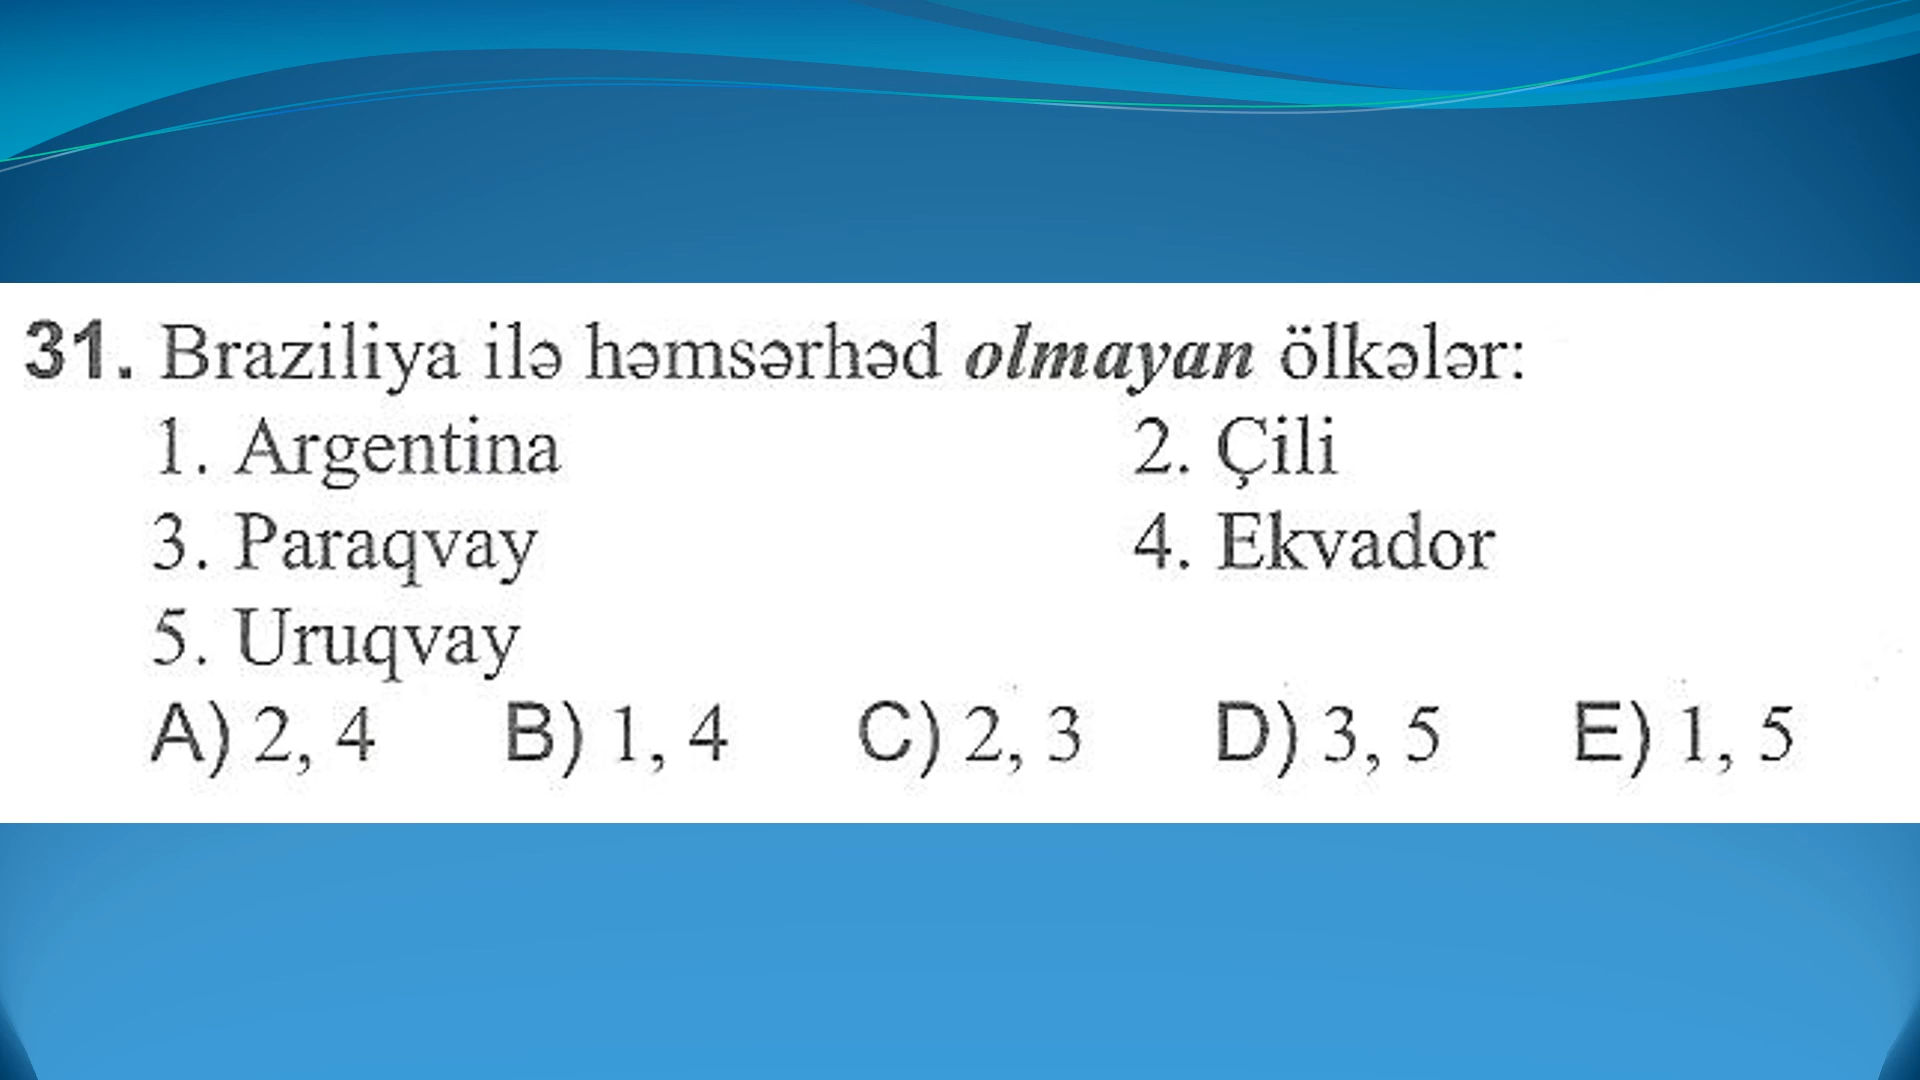 31. Braziliya ilə həmsərhəd olmayan ölkələr:
1. Argentina 2. Çili
3. Paraqvay 4. Ekvador
5. Uruqvay
A) 2, 4 B) 1, 4 C) 2, 3 D) 3, 5 E) 1, 5